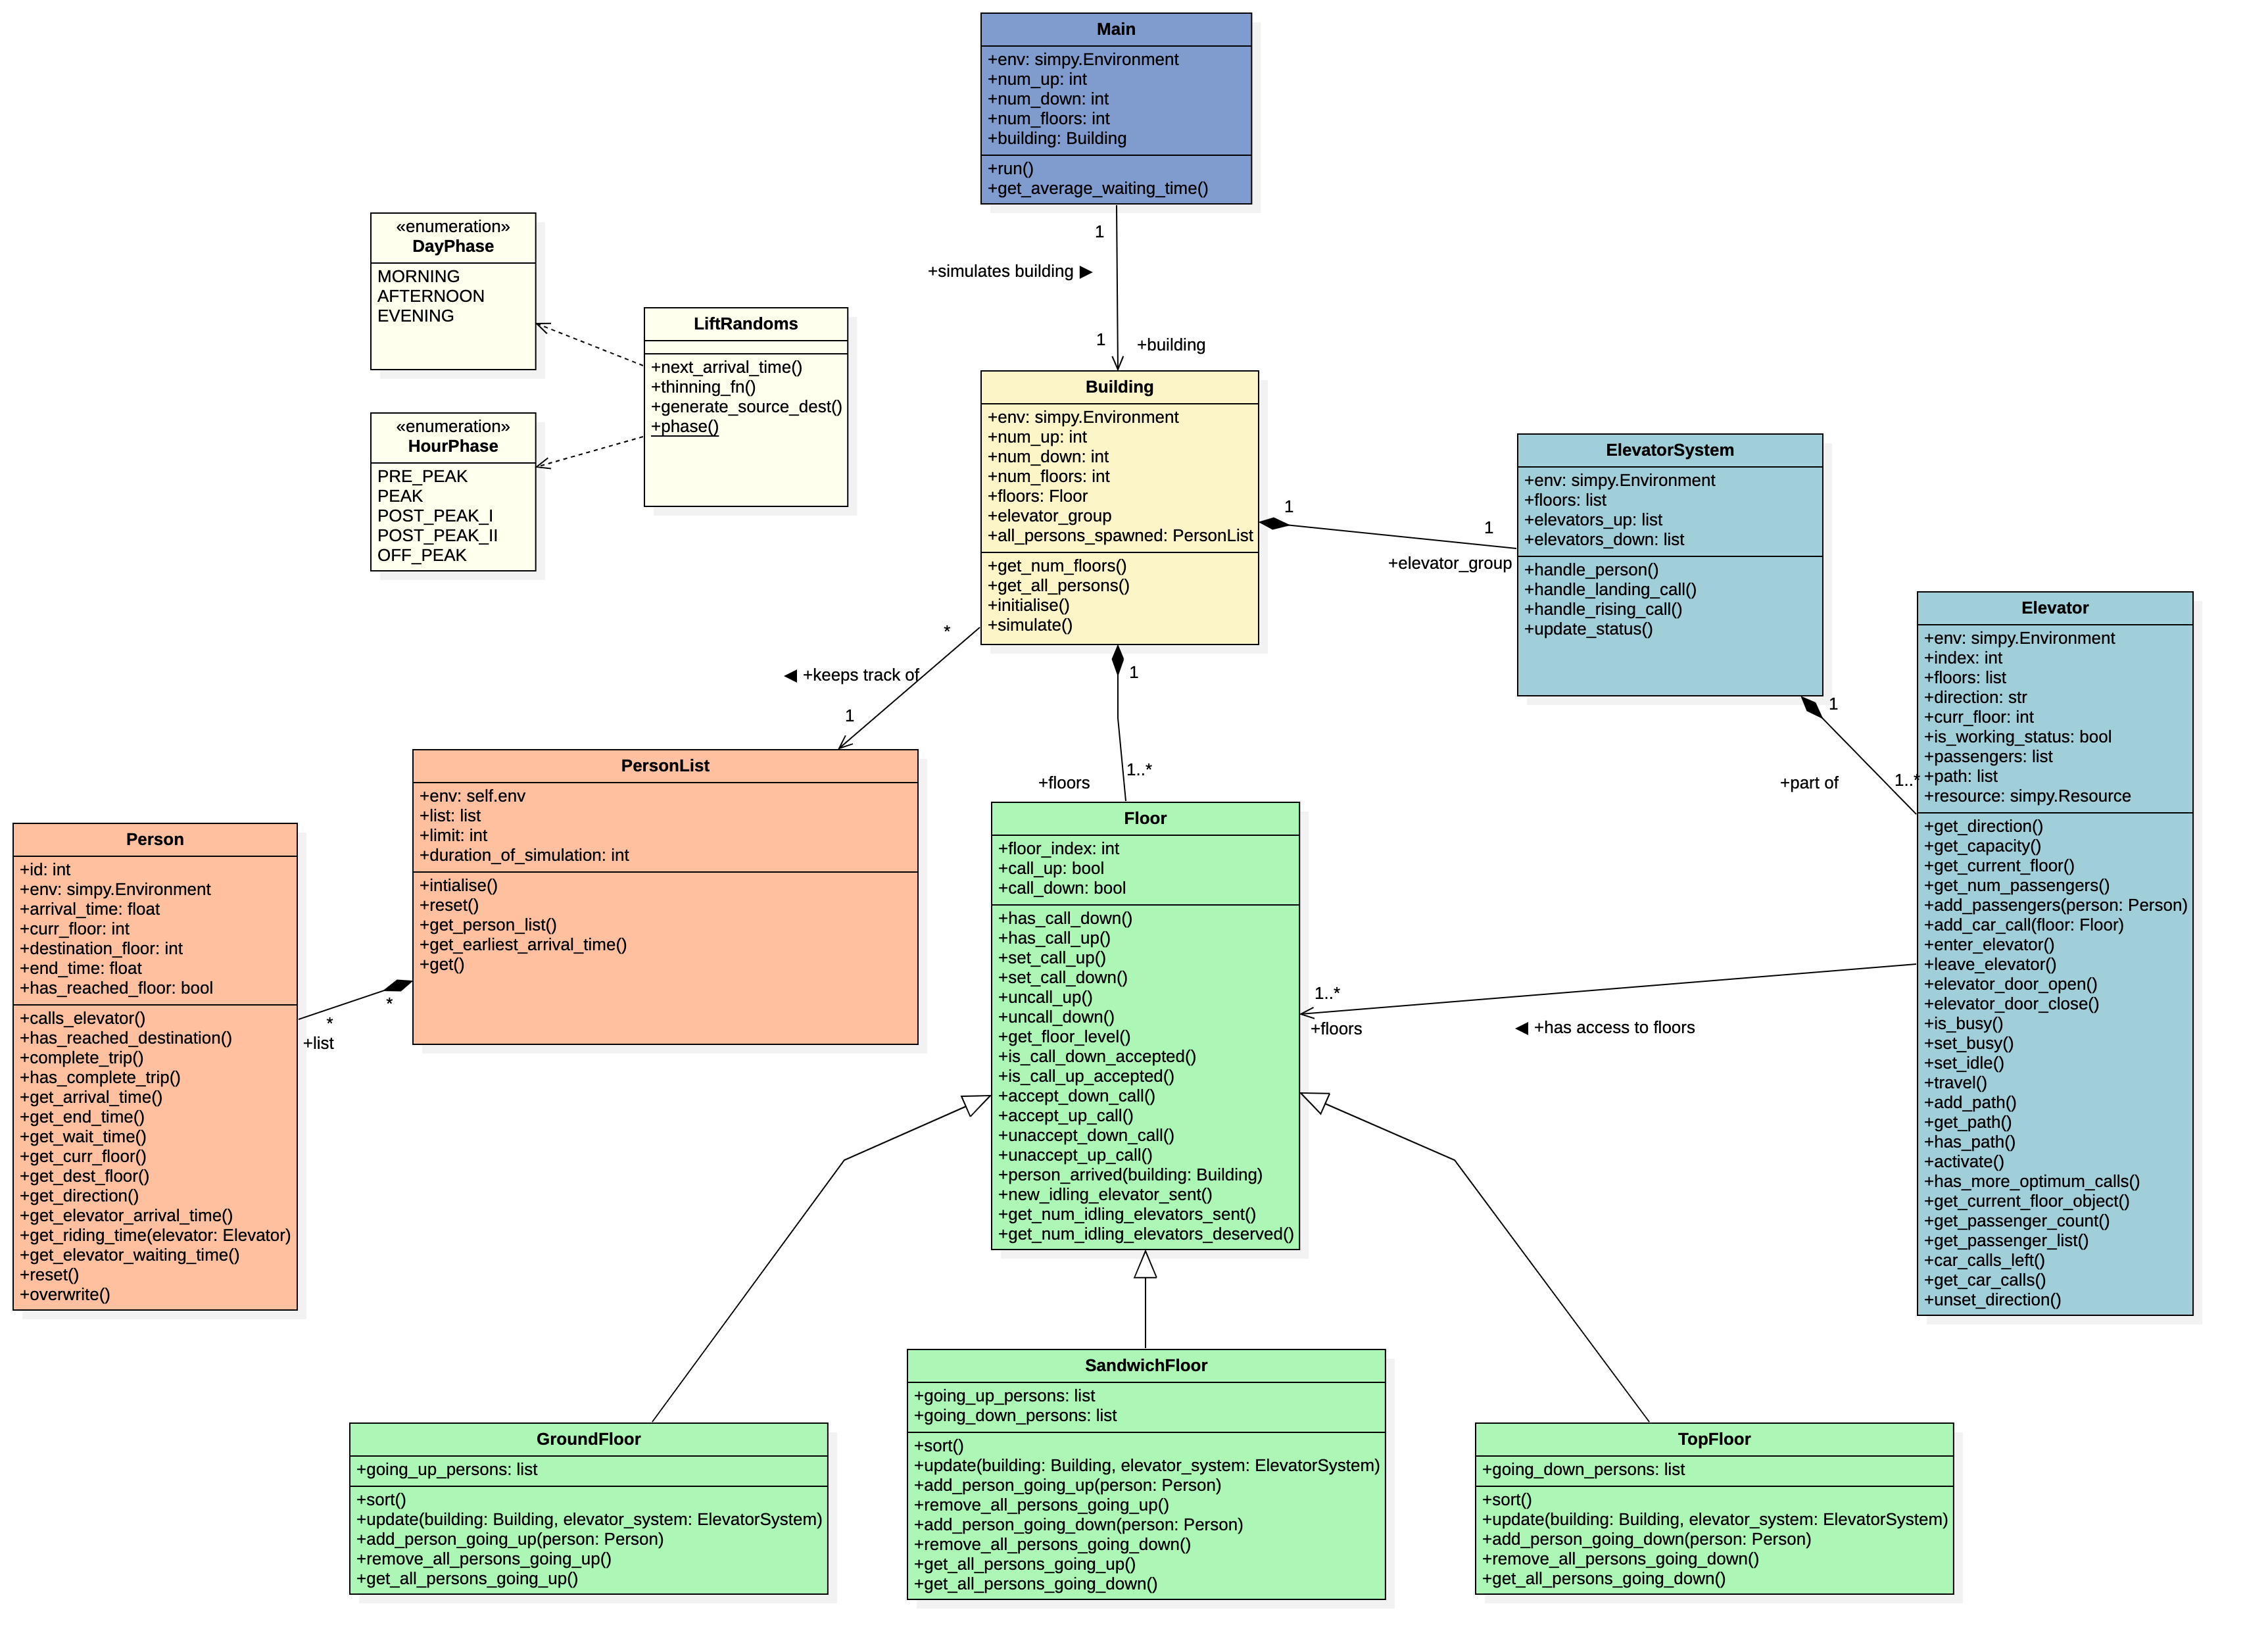 Main
+env: simpy.Environment
+num_up: int
+num_down: int
+num_floors: int
+building: Building
+run()
+get_average_waiting_time()
1
+simulates building ▶
1
+building
«enumeration»
DayPhase
MORNING
AFTERNOON
EVENING
«enumeration»
HourPhase
PRE_PEAK
PEAK
POST_PEAK_I
POST_PEAK_II
OFF_PEAK
LiftRandoms
+next_arrival_time()
+thinning_fn()
+generate_source_dest()
+phase()
Building
+env: simpy.Environment
+num_up: int
+num_down: int
+num_floors: int
+floors: Floor
+elevator_group
+all_persons_spawned: PersonList
+get_num_floors()
+get_all_persons()
+initialise()
+simulate()
1
1
+elevator_group
ElevatorSystem
+env: simpy.Environment
+floors: list
+elevators_up: list
+elevators_down: list
+handle_person()
+handle_landing_call()
+handle_rising_call()
+update_status()
1
1..*
+part of
Elevator
+env: simpy.Environment
+index: int
+floors: list
+direction: str
+curr_floor: int
+is_working_status: bool
+passengers: list
+path: list
+resource: simpy.Resource
+get_direction()
+get_capacity()
+get_current_floor()
+get_num_passengers()
+add_passengers(person: Person)
+add_car_call(floor: Floor)
+enter_elevator()
+leave_elevator()
+elevator_door_open()
+elevator_door_close()
+is_busy()
+set_busy()
+set_idle()
+travel()
+add_path()
+get_path()
+has_path()
+activate()
+has_more_optimum_calls()
+get_current_floor_object()
+get_passenger_count()
+get_passenger_list()
+car_calls_left()
+get_car_calls()
+unset_direction()
*
◀ +keeps track of
1
1
1..*
+floors
PersonList
+env: self.env
+list: list
+limit: int
+duration_of_simulation: int
+intialise()
+reset()
+get_person_list()
+get_earliest_arrival_time()
+get()
*
*
+list
Person
+id: int
+env: simpy.Environment
+arrival_time: float
+curr_floor: int
+destination_floor: int
+end_time: float
+has_reached_floor: bool
+calls_elevator()
+has_reached_destination()
+complete_trip()
+has_complete_trip()
+get_arrival_time()
+get_end_time()
+get_wait_time()
+get_curr_floor()
+get_dest_floor()
+get_direction()
+get_elevator_arrival_time()
+get_riding_time(elevator: Elevator)
+get_elevator_waiting_time()
+reset()
+overwrite()
Floor
+floor_index: int
+call_up: bool
+call_down: bool
+has_call_down()
+has_call_up()
+set_call_up()
+set_call_down()
+uncall_up()
+uncall_down()
+get_floor_level()
+is_call_down_accepted()
+is_call_up_accepted()
+accept_down_call()
+accept_up_call()
+unaccept_down_call()
+unaccept_up_call()
+person_arrived(building: Building)
+new_idling_elevator_sent()
+get_num_idling_elevators_sent()
+get_num_idling_elevators_deserved()
1..*
+floors
◀ +has access to floors
GroundFloor
+going_up_persons: list
+sort()
+update(building: Building, elevator_system: ElevatorSystem)
+add_person_going_up(person: Person)
+remove_all_persons_going_up()
+get_all_persons_going_up()
SandwichFloor
+going_up_persons: list
+going_down_persons: list
+sort()
+update(building: Building, elevator_system: ElevatorSystem)
+add_person_going_up(person: Person)
+remove_all_persons_going_up()
+add_person_going_down(person: Person)
+remove_all_persons_going_down()
+get_all_persons_going_up()
+get_all_persons_going_down()
TopFloor
+going_down_persons: list
+sort()
+update(building: Building, elevator_system: ElevatorSystem)
+add_person_going_down(person: Person)
+remove_all_persons_going_down()
+get_all_persons_going_down()